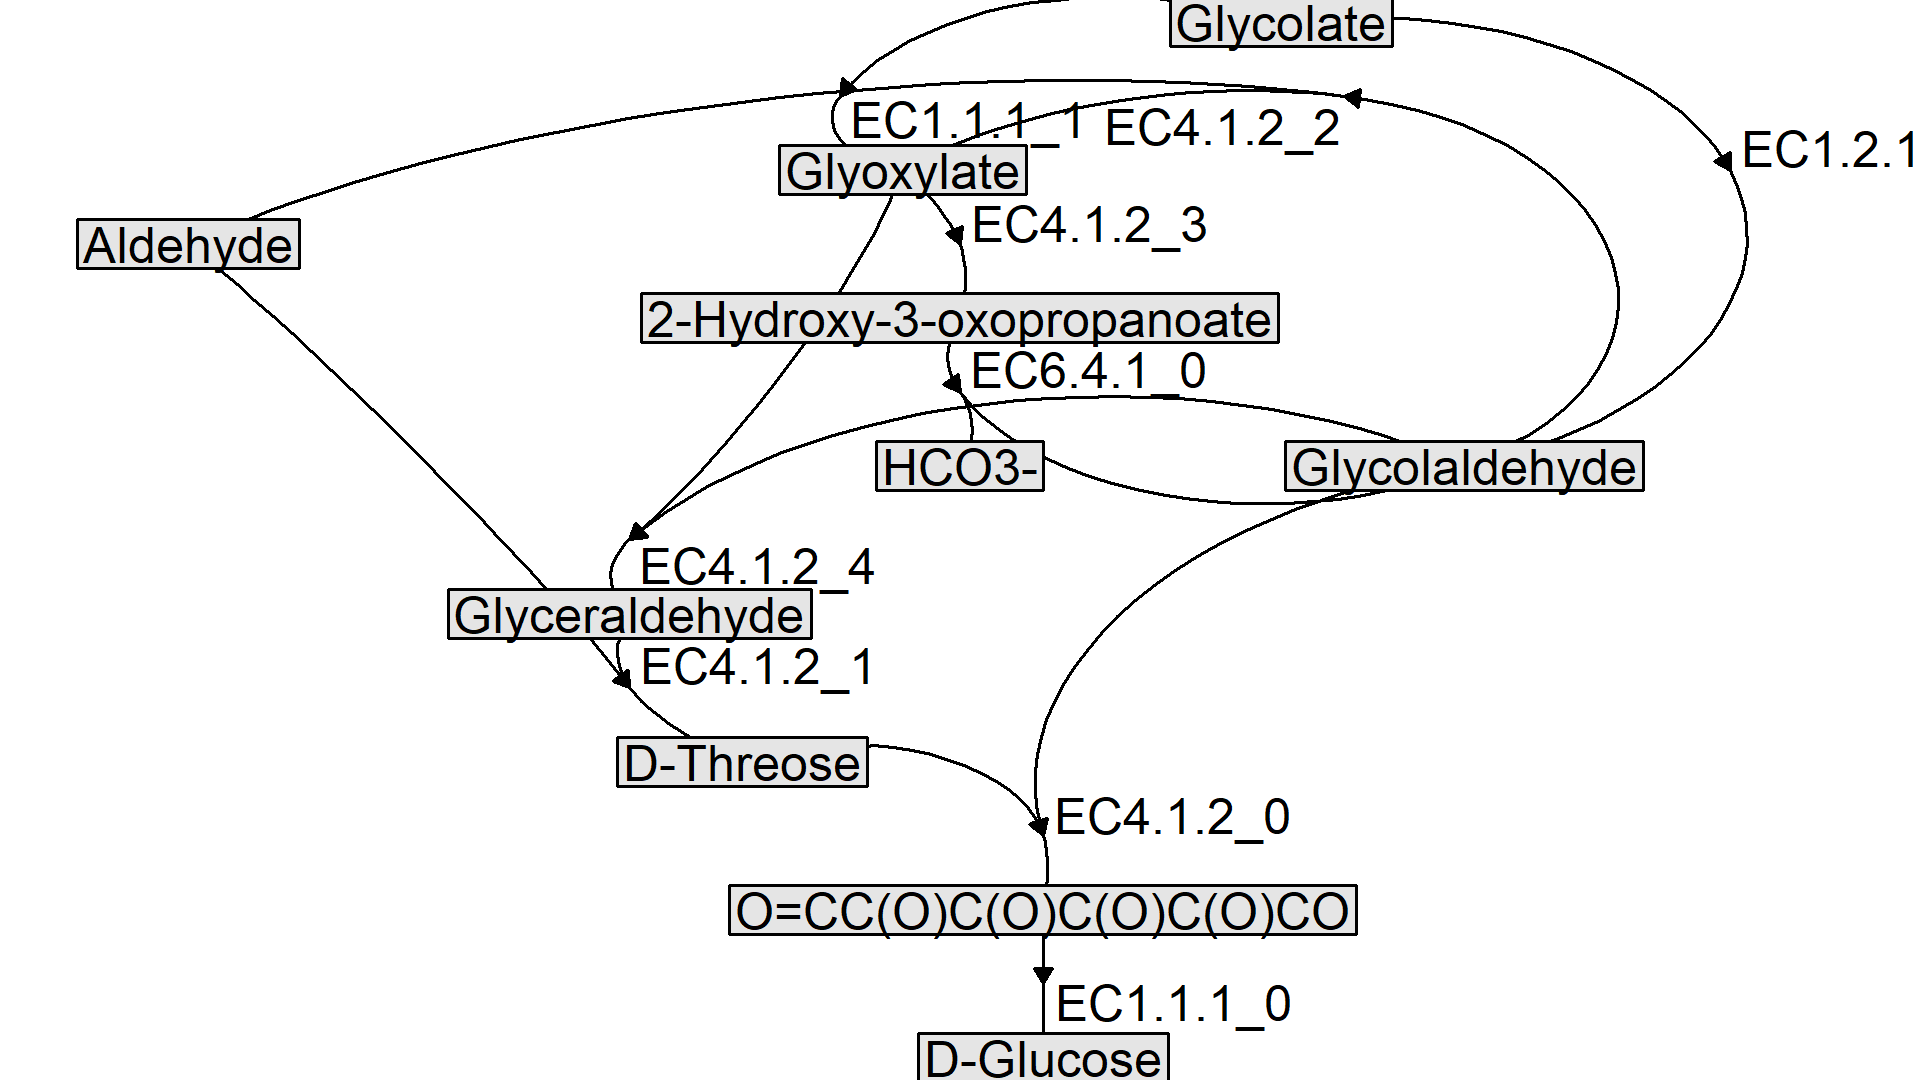 Glycolate
EC1.1.1_1
EC4.1.2_2
EC1.2.1
Glyoxylate
EC4.1.2_3
Aldehyde
2-Hydroxy-3-oxopropanoate
EC6.4.1_0
HCO3-
Glycolaldehyde
EC4.1.2_4
Glyceraldehyde
EC4.1.2_1
D-Threose
EC4.1.2_0
O=CC(O)C(O)C(O)C(O)CO
EC1.1.1_0
D-Glucose